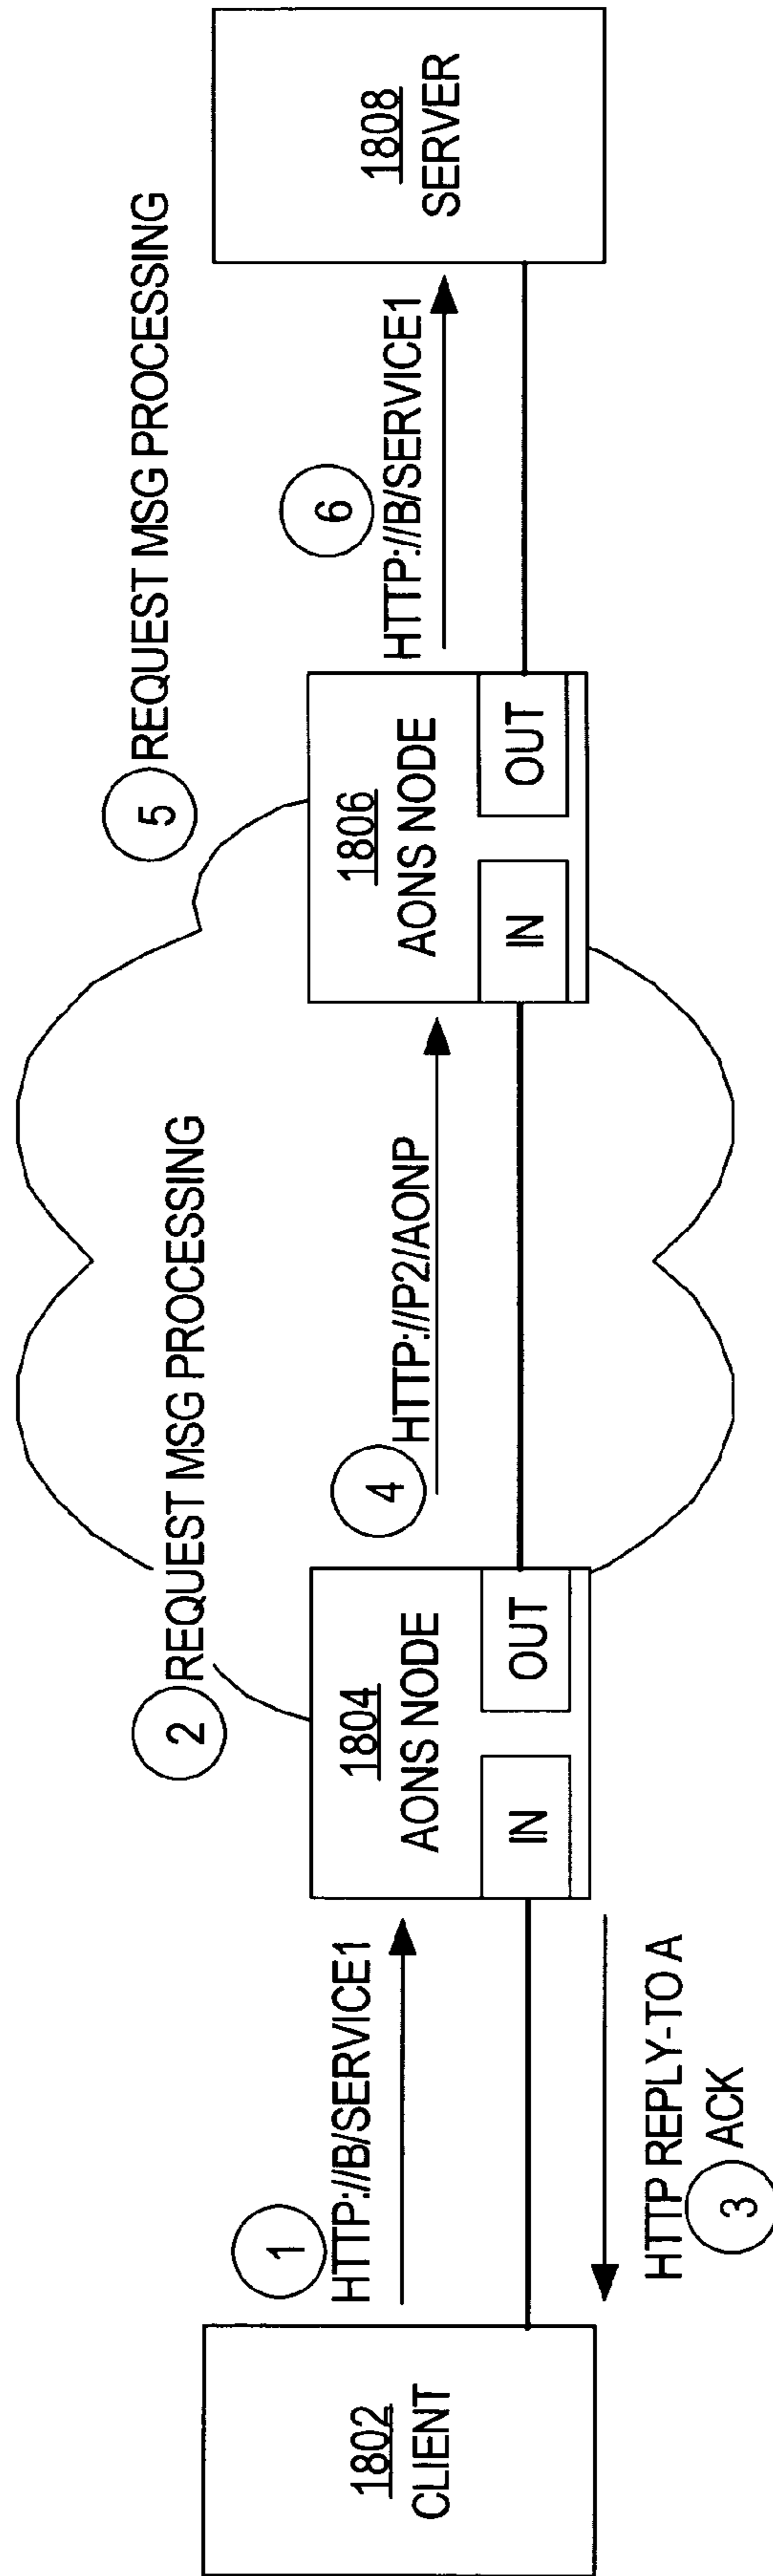 1802
CLIENT
1
HTTP://B/SERVICE1
HTTP REPLY-TO A
3
ACK
2
REQUEST MSG PROCESSING
1804
AONS NODE
IN
OUT
4
HTTP://P2/AONP
5
REQUEST MSG PROCESSING
1806
AONS NODE
IN
OUT
6
HTTP://B/SERVICE1
1808
SERVER